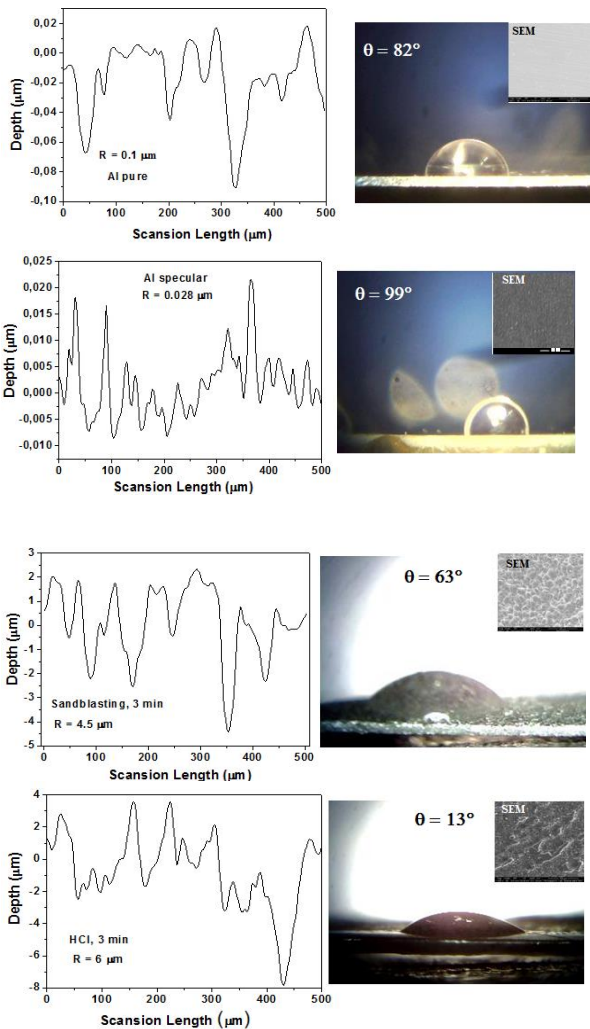 0,02
0,00
-0,02
-0,04
-0,06
-0,08
-0,10
Depth (µm)
R = 0.1 µm
Al pure
0 100 200 300 400 500
Scansion Length (µm)
θ = 82º
SEM
0,025
0,020
0,015
0,010
0,005
0,000
-0,005
-0,010
Depth (µm)
Al specular
R = 0.028 µm
0 100 200 300 400 500
Scansion Length (µm)
θ = 99º
SEM
3
2
1
0
-1
-2
-3
-4
-5
Depth (µm)
Sandblasting, 3 min
R = 4.5 µm
0 100 200 300 400 500
Scansion Length (µm)
θ = 63º
SEM
4
2
0
-2
-4
-6
-8
Depth (µm)
HCl, 3 min
R = 6 µm
0 100 200 300 400 500
Scansion Length (µm)
θ = 13º
SEM